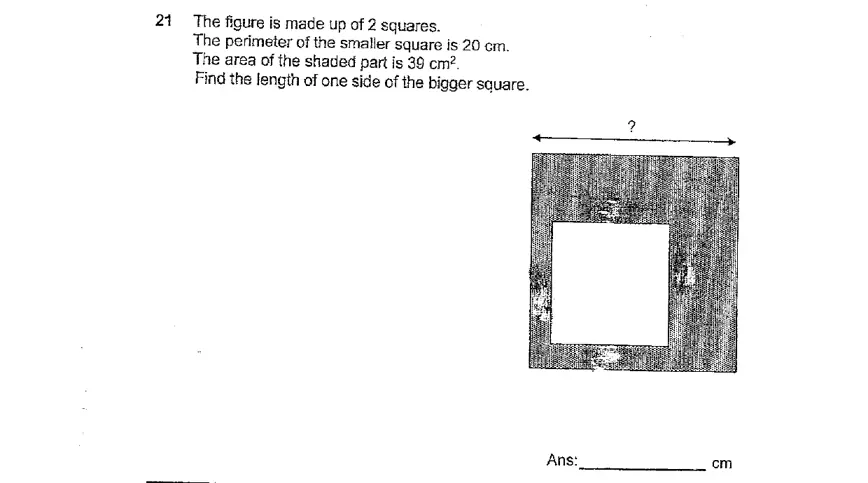 21 The figure is made up of 2 squares.
The perimeter of the smaller square is 20 cm.
The area of the shaded part is 39 cm².
Find the length of one side of the bigger square.
?
Ans:____________ cm